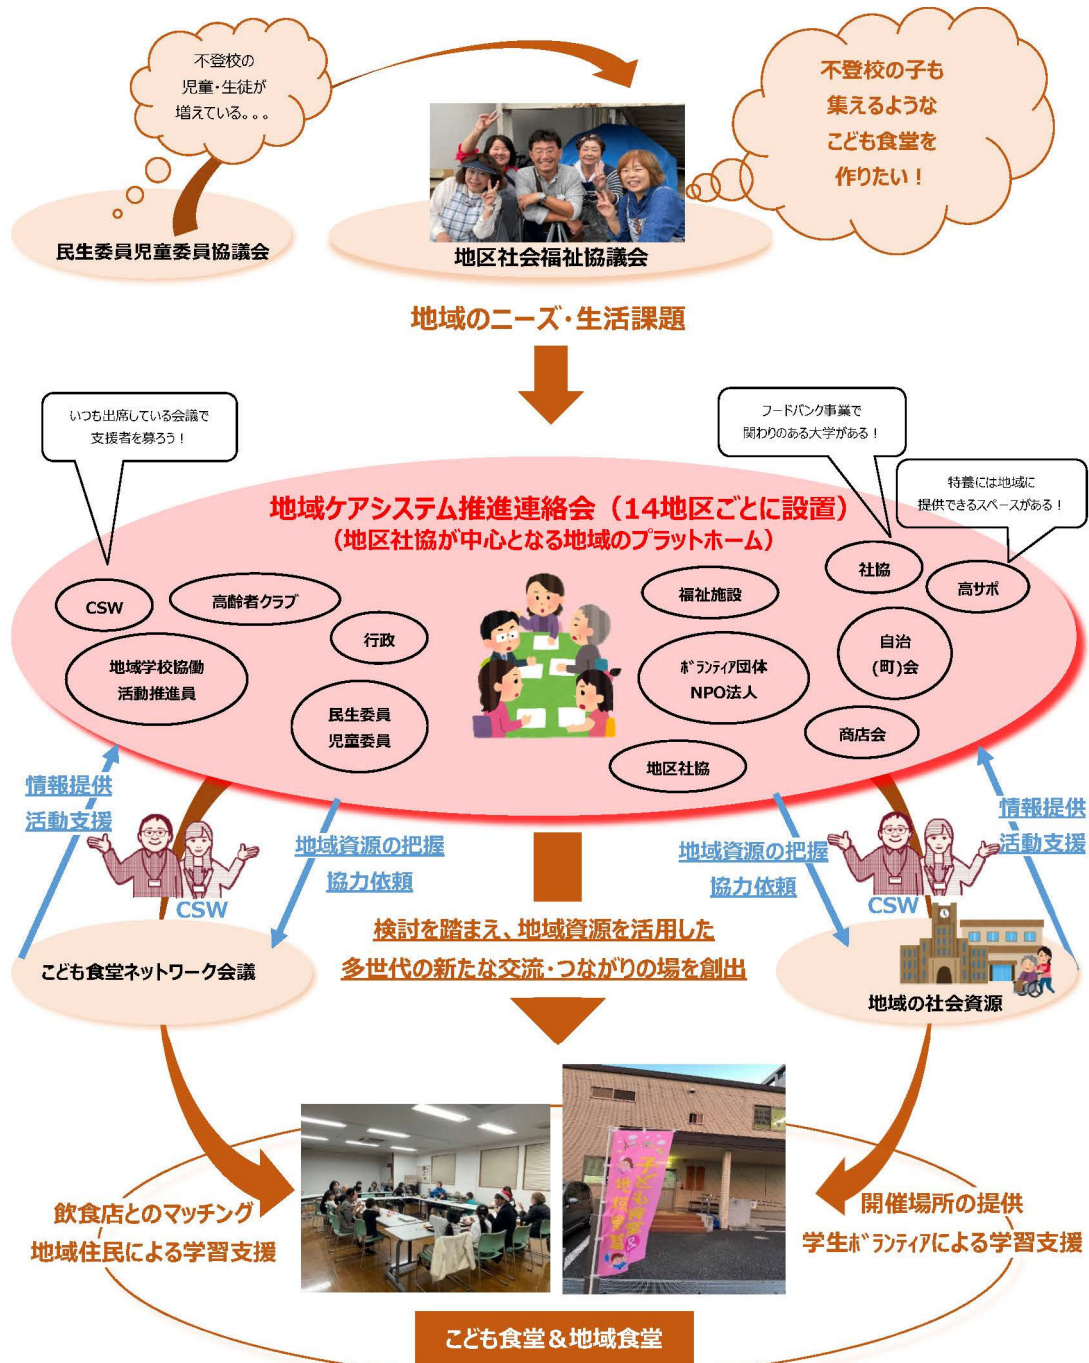 不登校の
児童・生徒が
増えている。。。
不登校の子も
集えるような
こども食堂を
作りたい！
民生委員児童委員協議会
地区社会福祉協議会
地域のニーズ・生活課題
いつも出席している会議で
支援者を募ろう！
フードバンク事業で
関わりのある大学がある！
特養には地域に
提供できるスペースがある！
地域ケアシステム推進連絡会（14地区ごとに設置）
（地区社協が中心となる地域のプラットホーム）
CSW
高齢者クラブ
行政
地域学校協働
活動推進員
民生委員
児童委員
福祉施設
社協
高サポ
ﾎﾞﾗﾝﾃｨｱ団体
NPO法人
自治
(町)会
商店会
地区社協
情報提供
活動支援
CSW
地域資源の把握
協力依頼
地域資源の把握
協力依頼
CSW
情報提供
活動支援
検討を踏まえ、地域資源を活用した
多世代の新たな交流・つながりの場を創出
こども食堂ネットワーク会議
地域の社会資源
飲食店とのマッチング
地域住民による学習支援
子ども食堂&
地域食堂
開催場所の提供
学生ﾎﾞﾗﾝﾃｨｱによる学習支援
こども食堂＆地域食堂